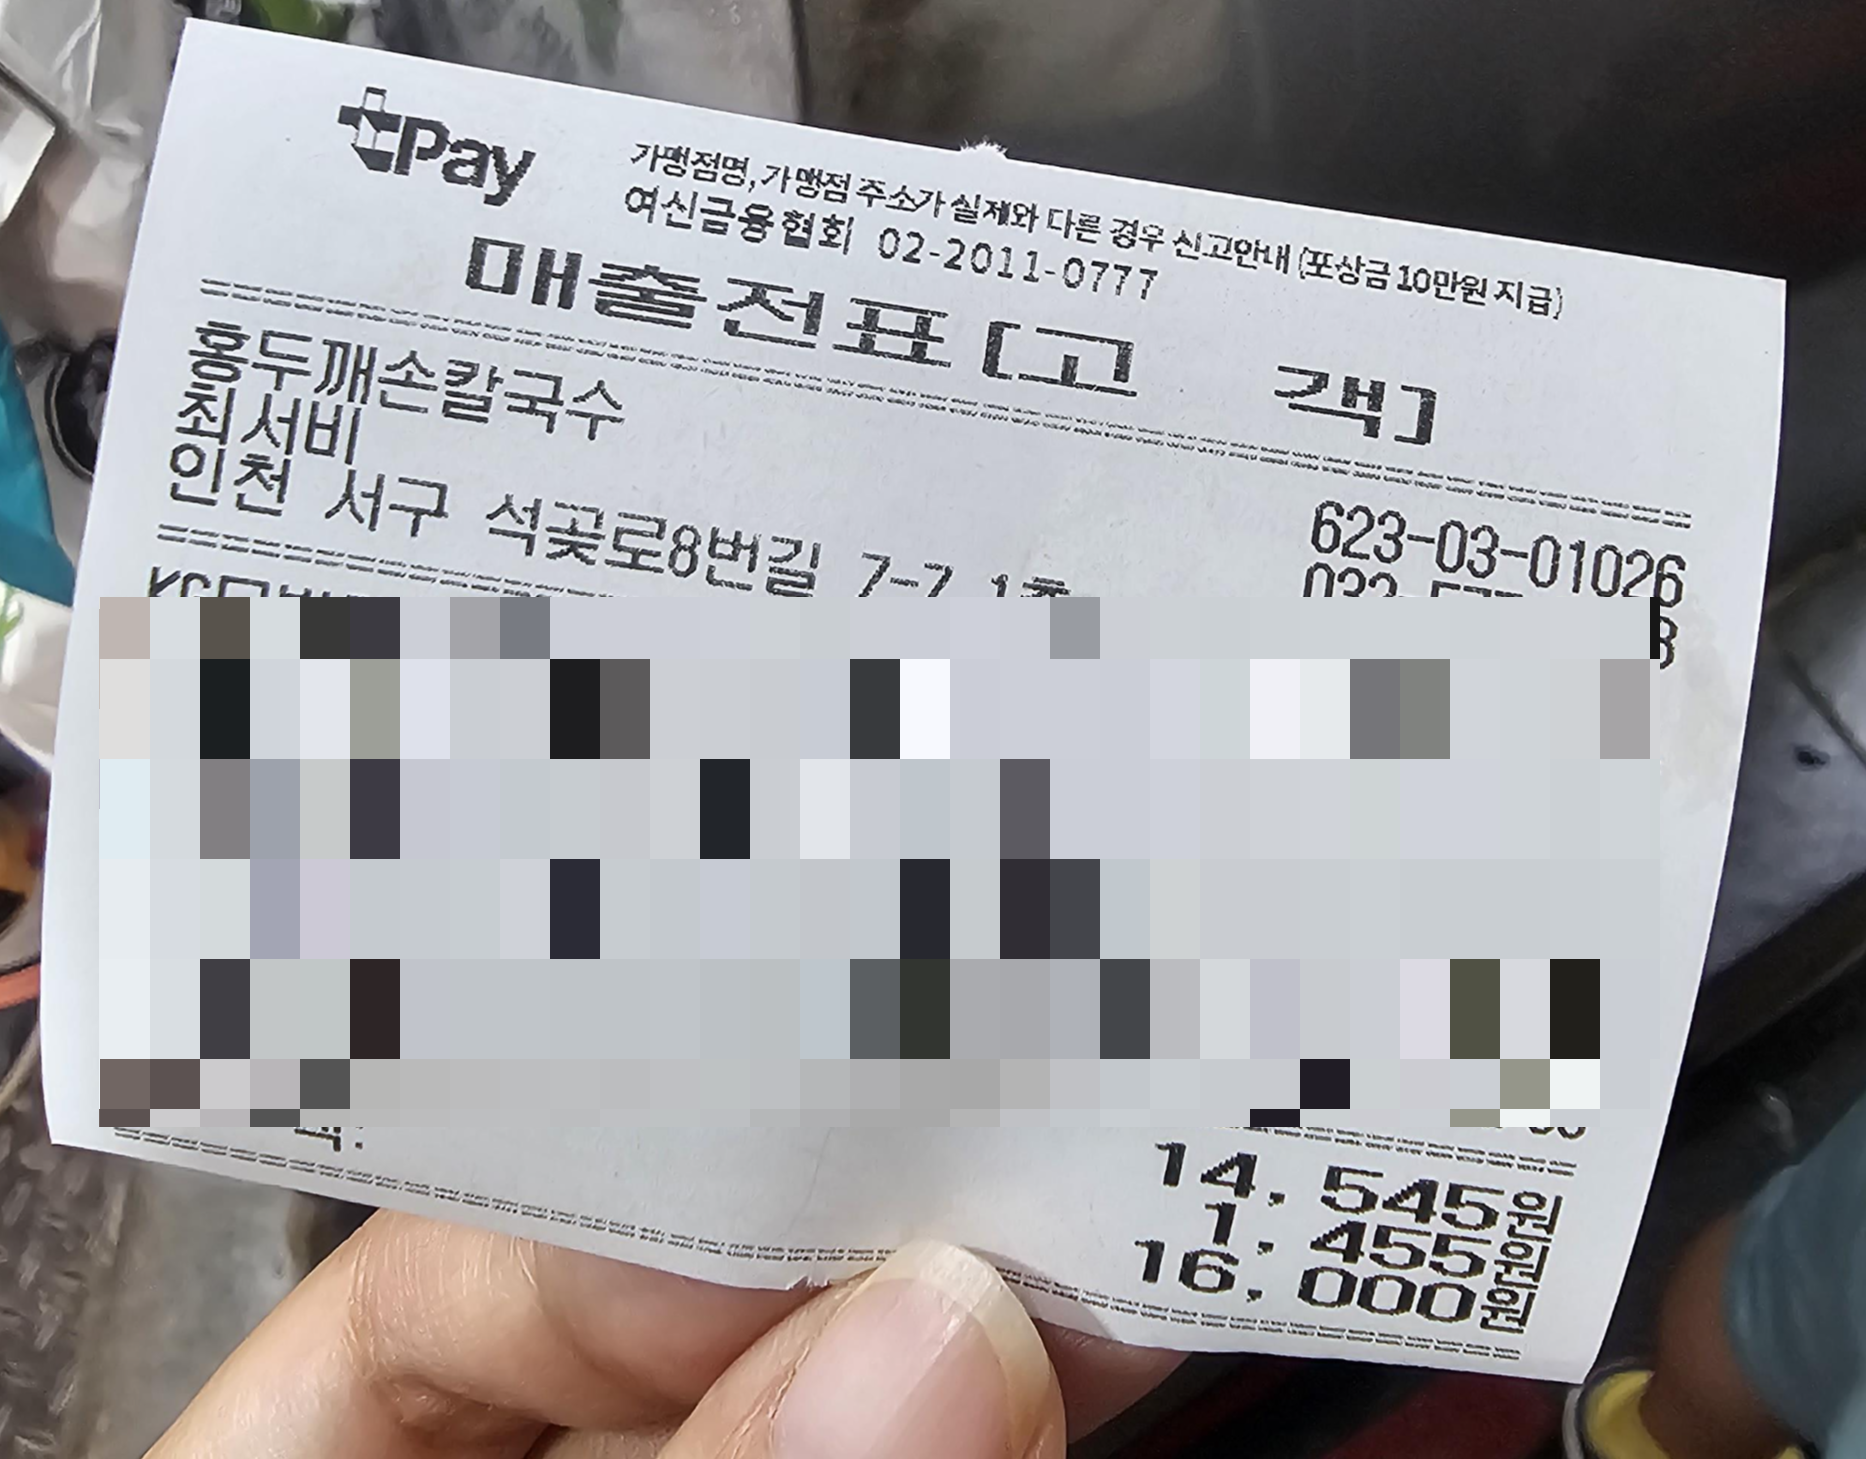 tPay
가맹점명,가맹점 주소가 실제와 다른 경우 신고안내 (포상금 10만원 지급)
여신금융협회 02-2011-0777
매출전표[고 객]
홍두깨손칼국수 623-03-01026
최서비
인천 서구 석곶로8번길 7-7 1층
14,545원
1,455원
16,000원